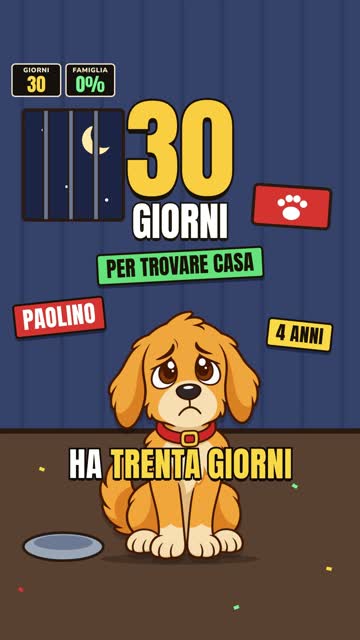 GIORNI
30
FAMIGLIA
0%
30
GIORNI
PER TROVARE CASA
PAOLINO
4 ANNI
HA TRENTA GIORNI